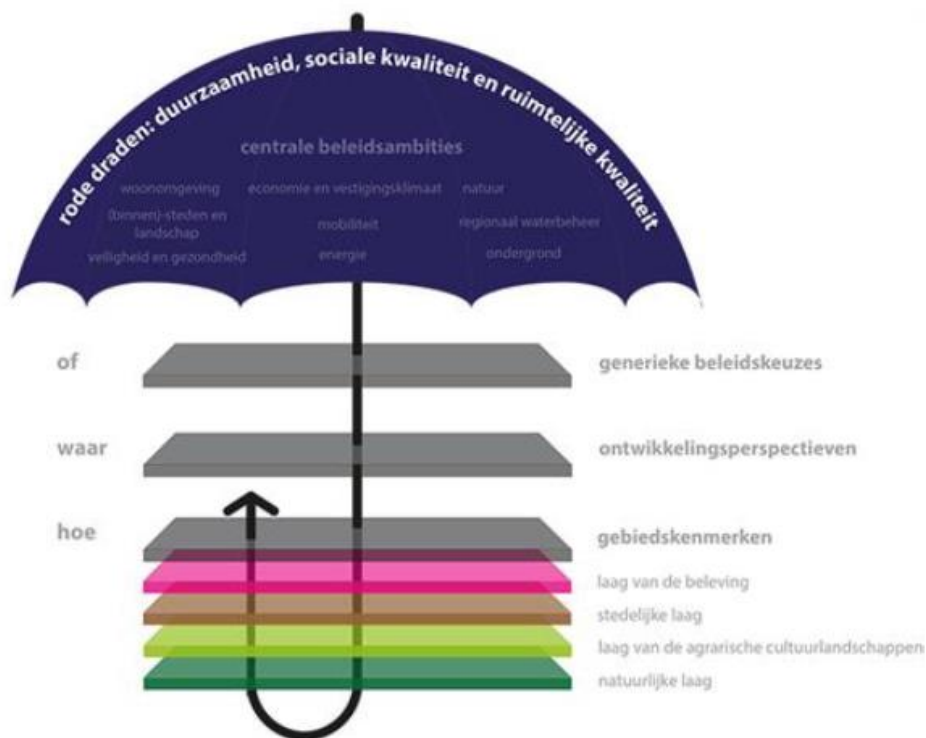 rode draden: duurzaamheid, sociale kwaliteit en ruimtelijke kwaliteit
centrale beleidsambities
woonomgeving
economie en vestigingsklimaat
natuur
(binnen)-steden en
landschap
mobiliteit
regionaal waterbeheer
veiligheid en gezondheid
energie
ondergrond
of
generieke beleidskeuzes
waar
ontwikkelingsperspectieven
hoe
gebiedskenmerken
laag van de beleving
stedelijke laag
laag van de agrarische cultuurlandschappen
natuurlijke laag